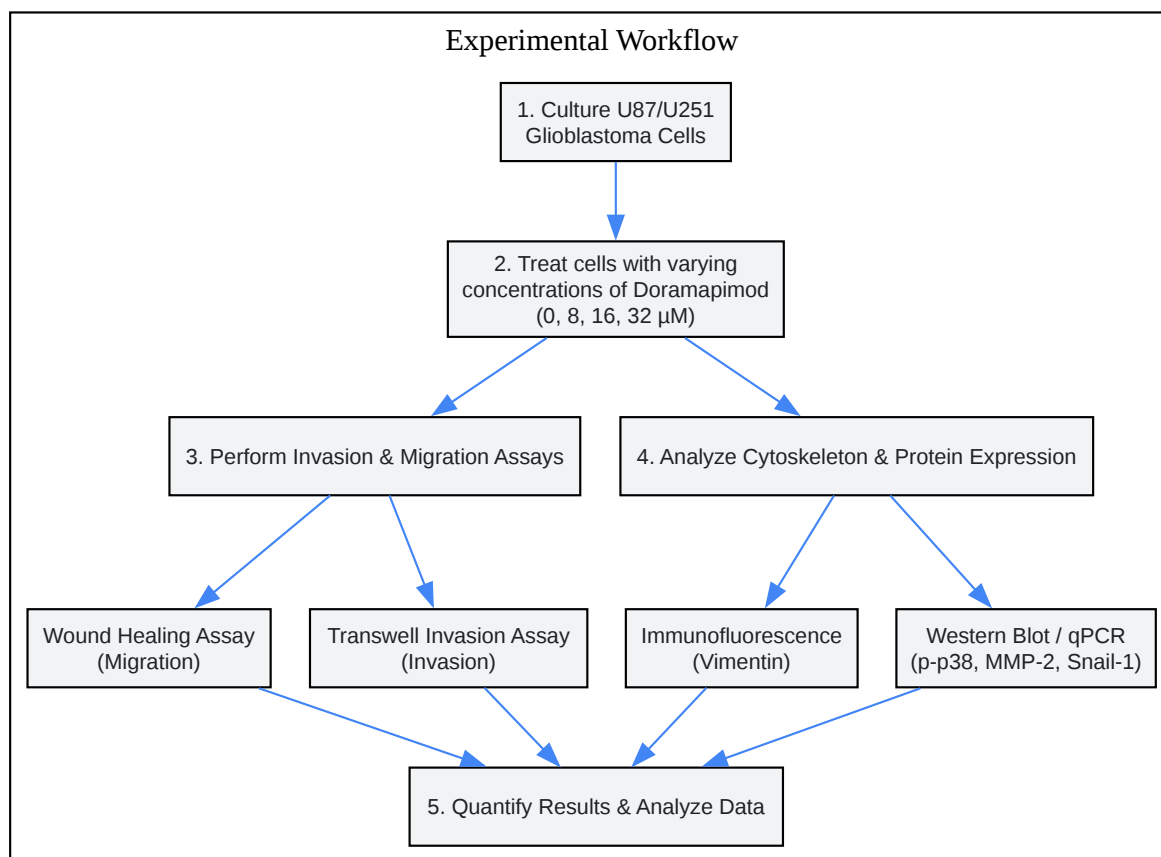 Experimental Workflow
1. Culture U87/U251
Glioblastoma Cells
2. Treat cells with varying
concentrations of Doramapimod
(0, 8, 16, 32 µM)
3. Perform Invasion & Migration Assays
4. Analyze Cytoskeleton & Protein Expression
Wound Healing Assay
(Migration)
Transwell Invasion Assay
(Invasion)
Immunofluorescence
(Vimentin)
Western Blot / qPCR
(p-p38, MMP-2, Snail-1)
5. Quantify Results & Analyze Data